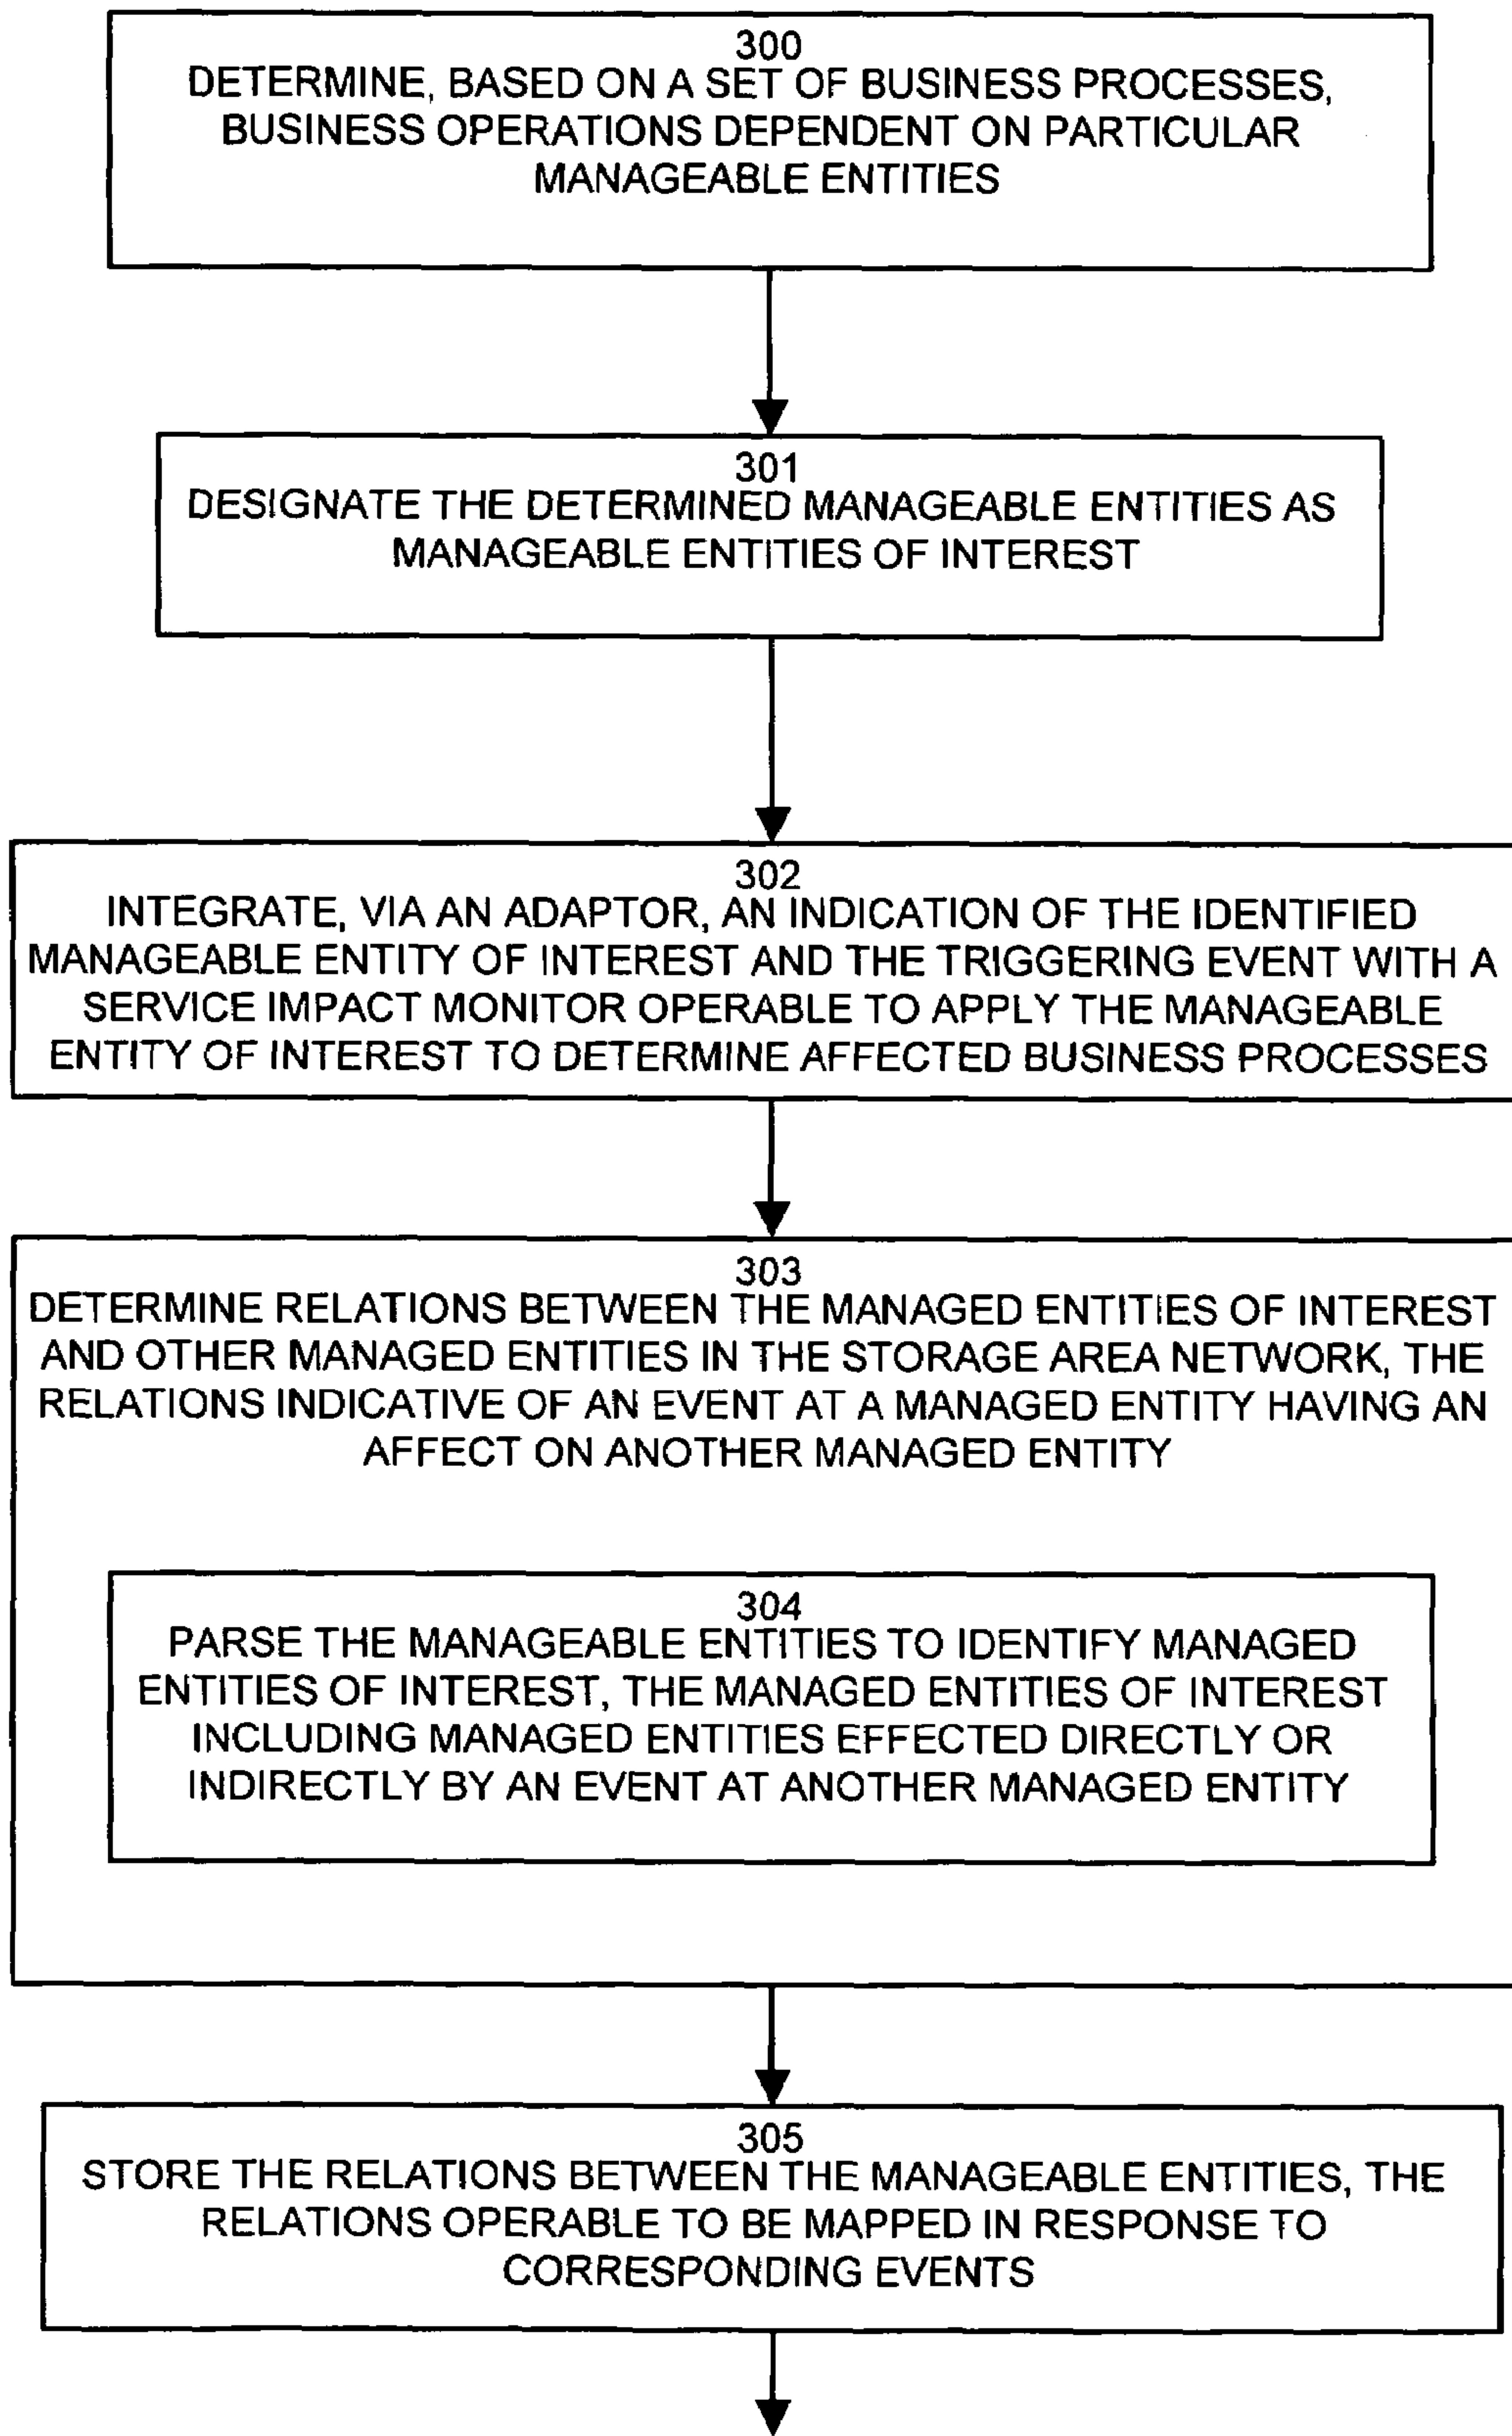 300
DETERMINE, BASED ON A SET OF BUSINESS PROCESSES,
BUSINESS OPERATIONS DEPENDENT ON PARTICULAR
MANAGEABLE ENTITIES
301
DESIGNATE THE DETERMINED MANAGEABLE ENTITIES AS
MANAGEABLE ENTITIES OF INTEREST
302
INTEGRATE, VIA AN ADAPTOR, AN INDICATION OF THE IDENTIFIED
MANAGEABLE ENTITY OF INTEREST AND THE TRIGGERING EVENT WITH A
SERVICE IMPACT MONITOR OPERABLE TO APPLY THE MANAGEABLE
ENTITY OF INTEREST TO DETERMINE AFFECTED BUSINESS PROCESSES
303
DETERMINE RELATIONS BETWEEN THE MANAGED ENTITIES OF INTEREST
AND OTHER MANAGED ENTITIES IN THE STORAGE AREA NETWORK, THE
RELATIONS INDICATIVE OF AN EVENT AT A MANAGED ENTITY HAVING AN
AFFECT ON ANOTHER MANAGED ENTITY
304
PARSE THE MANAGEABLE ENTITIES TO IDENTIFY MANAGED
ENTITIES OF INTEREST, THE MANAGED ENTITIES OF INTEREST
INCLUDING MANAGED ENTITIES EFFECTED DIRECTLY OR
INDIRECTLY BY AN EVENT AT ANOTHER MANAGED ENTITY
305
STORE THE RELATIONS BETWEEN THE MANAGEABLE ENTITIES, THE
RELATIONS OPERABLE TO BE MAPPED IN RESPONSE TO
CORRESPONDING EVENTS